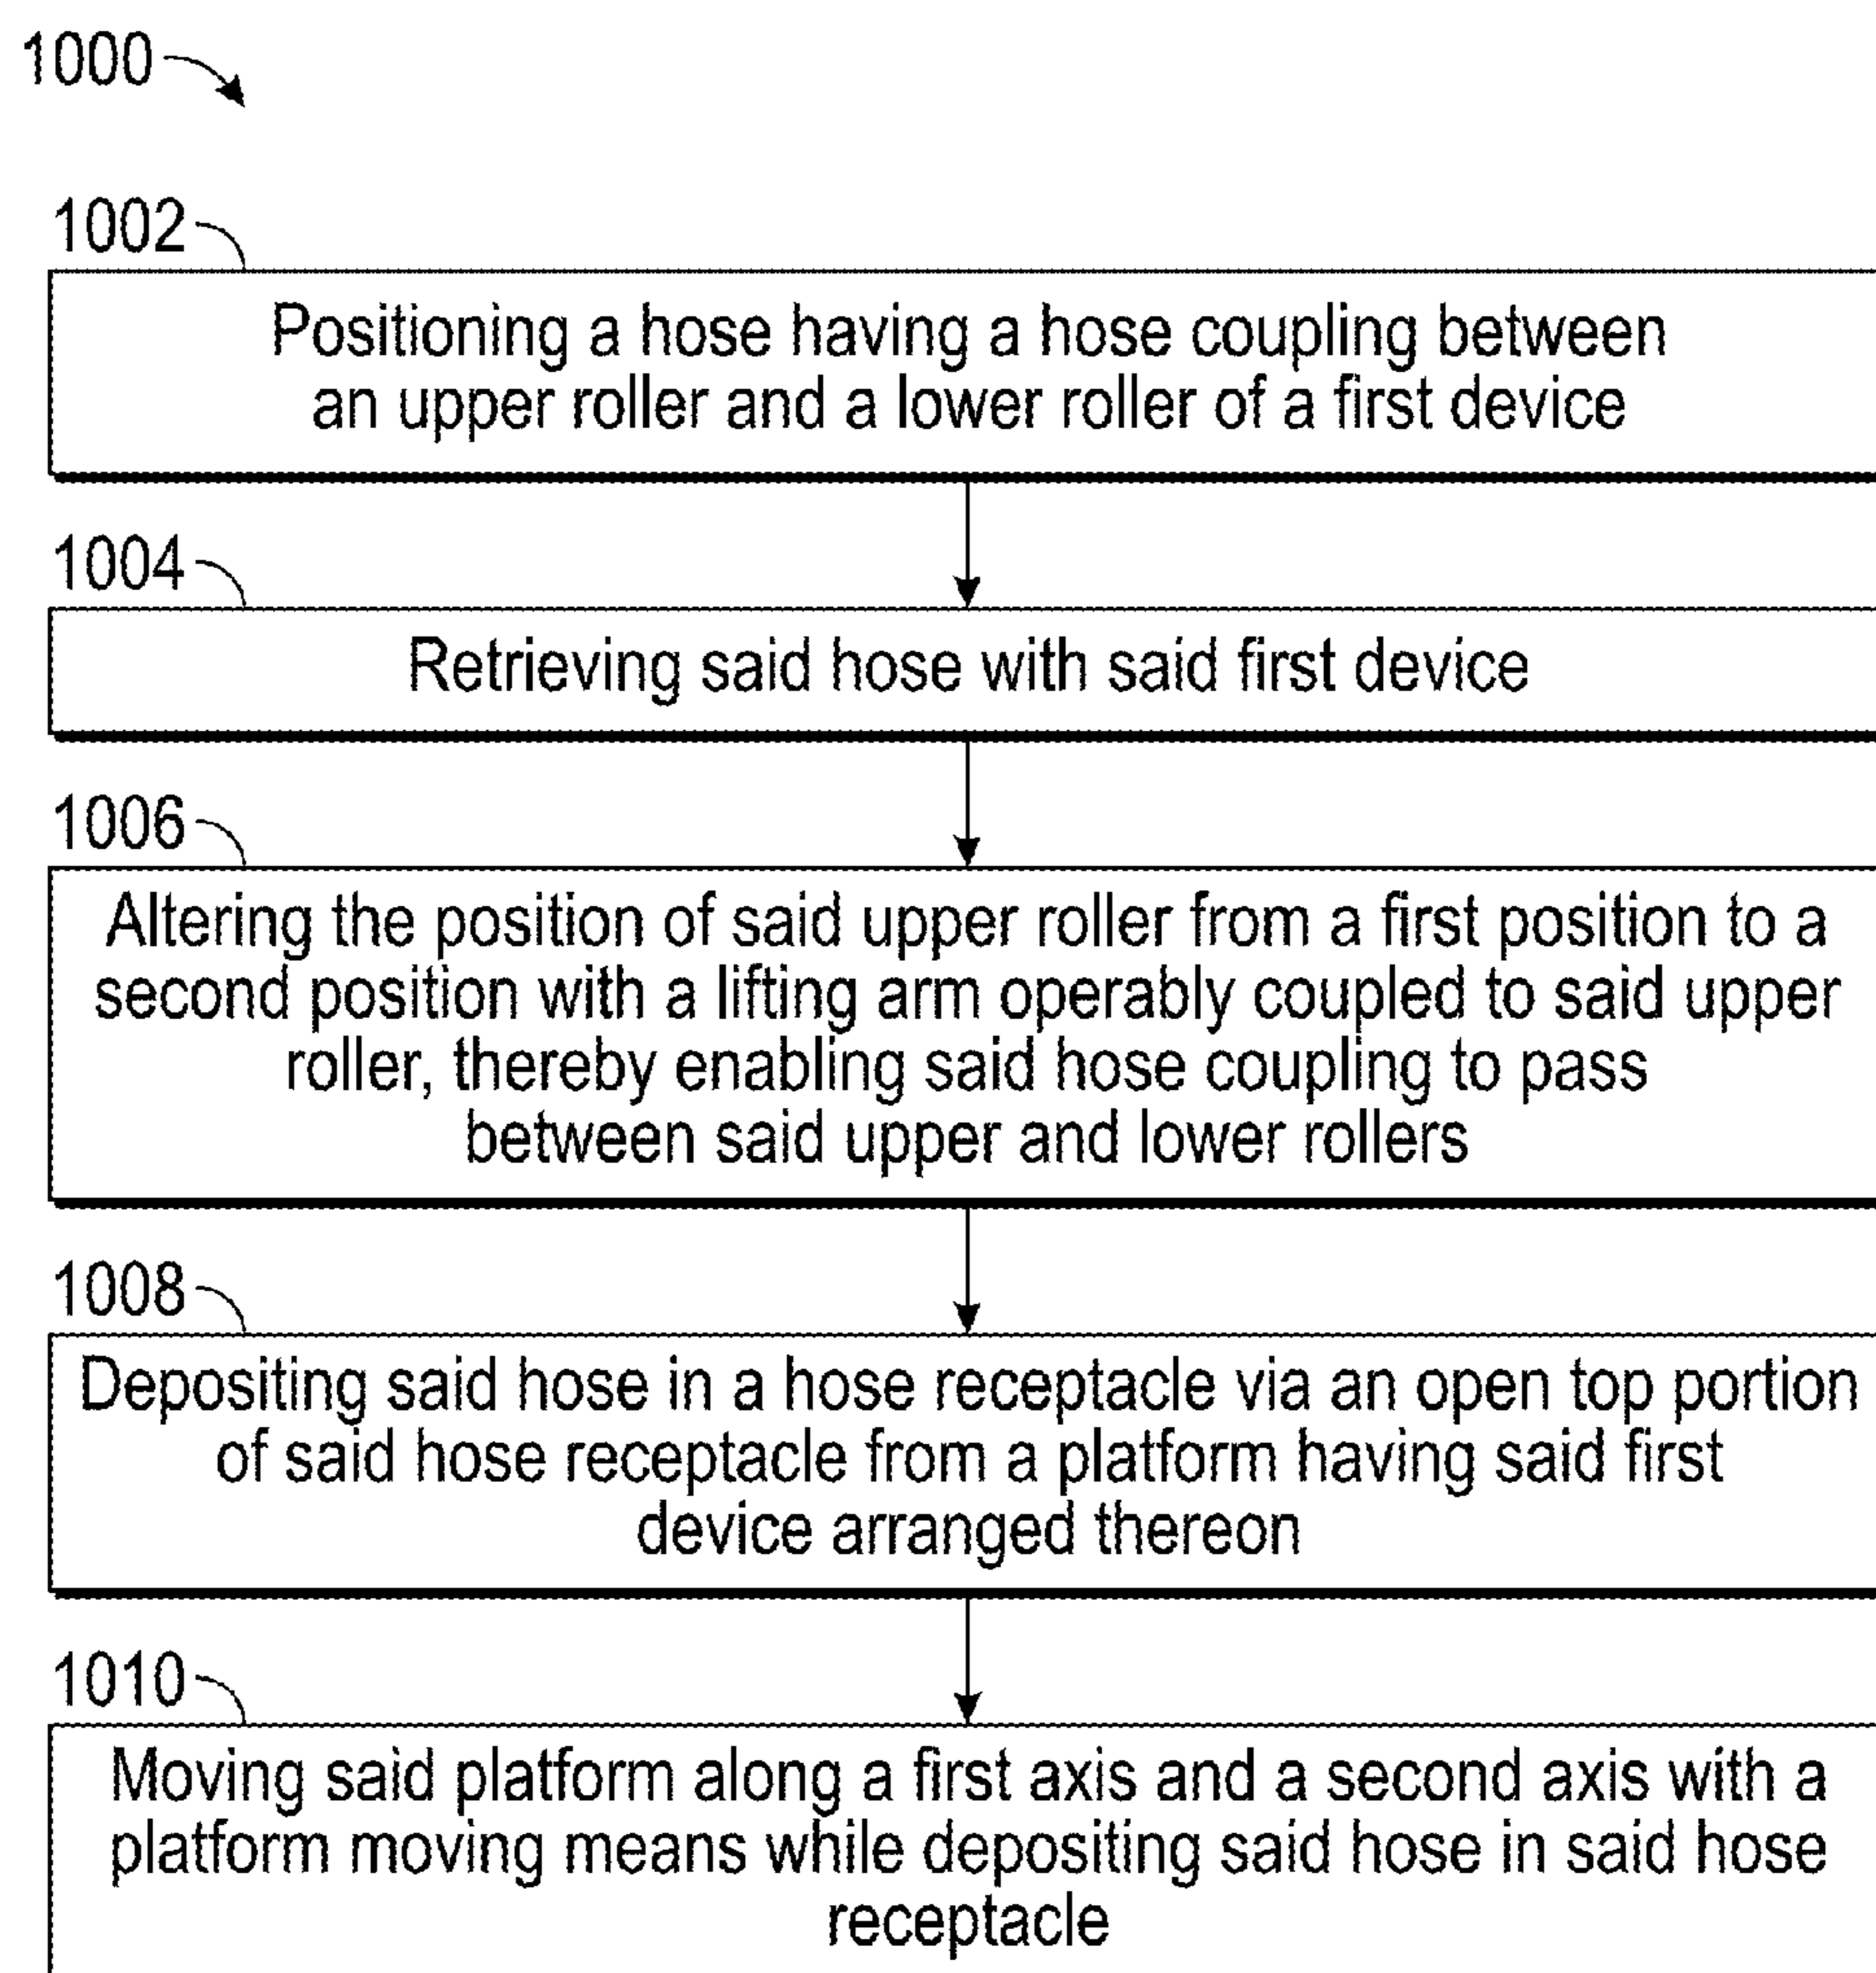 1000
1002
Positioning a hose having a hose coupling between
an upper roller and a lower roller of a first device
1004
Retrieving said hose with said first device
1006
Altering the position of said upper roller from a first position to a
second position with a lifting arm operably coupled to said upper
roller, thereby enabling said hose coupling to pass
between said upper and lower rollers
1008
Depositing said hose in a hose receptacle via an open top portion
of said hose receptacle from a platform having said first
device arranged thereon
1010
Moving said platform along a first axis and a second axis with a
platform moving means while depositing said hose in said hose
receptacle